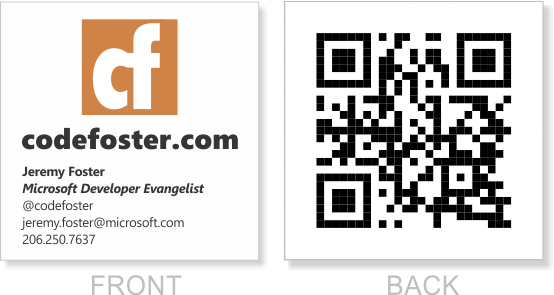 cf
codefoster.com
Jeremy Foster
Microsoft Developer Evangelist
@codefoster
jeremy.foster@microsoft.com
206.250.7637
FRONT
BACK